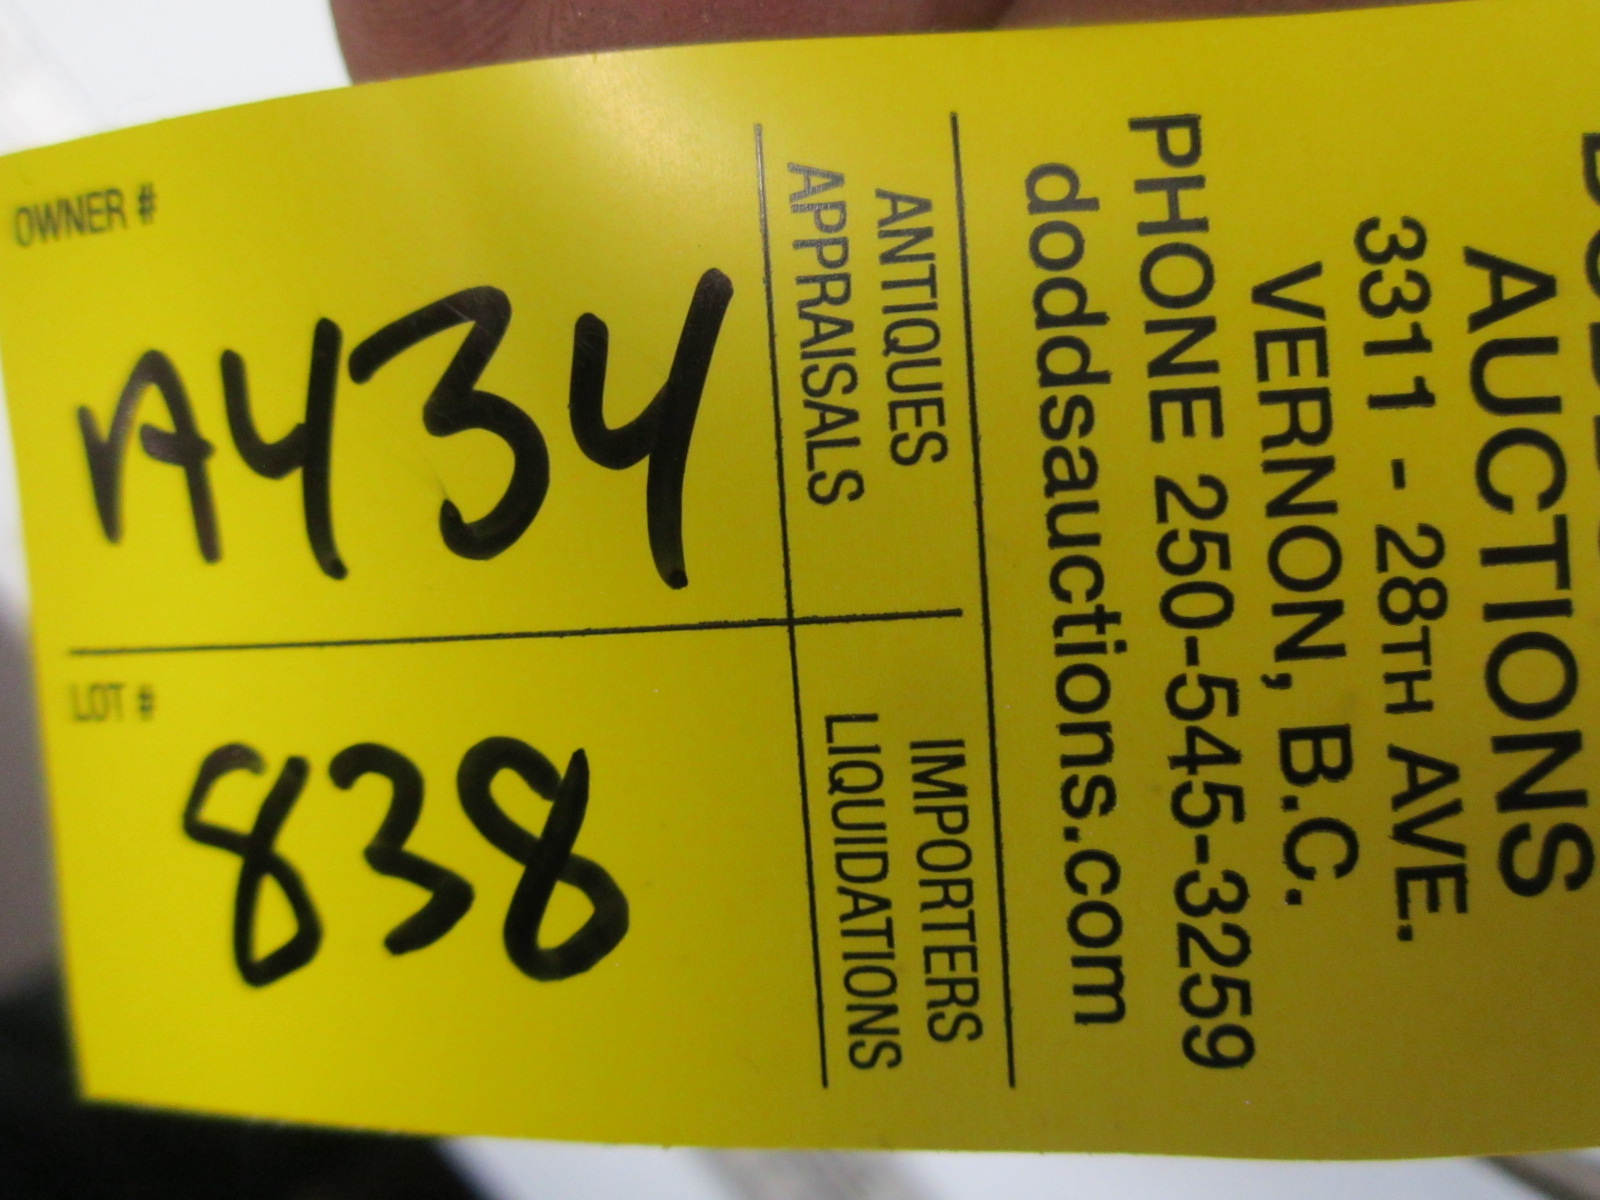 AUCTIONS
3311 - 28TH AVE.
VERNON, B.C.
PHONE 250-545-3259
doddsauctions.com
ANTIQUES
APPRAISALS
IMPORTERS
LIQUIDATIONS
OWNER #
A434
LOT #
838